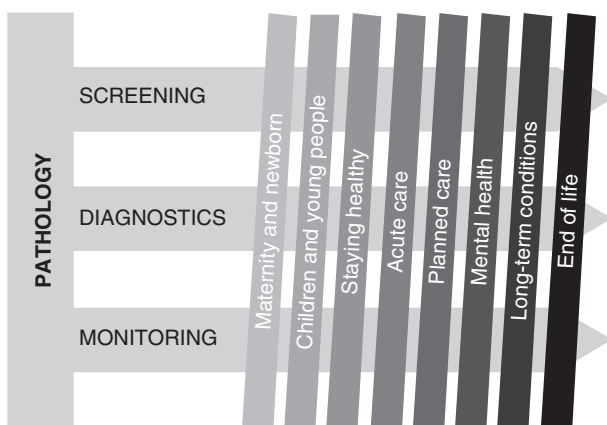 PATHOLOGY
SCREENING
DIAGNOSTICS
MONITORING
Maternity and newborn
Children and young people
Staying healthy
Acute care
Planned care
Mental health
Long-term conditions
End of life